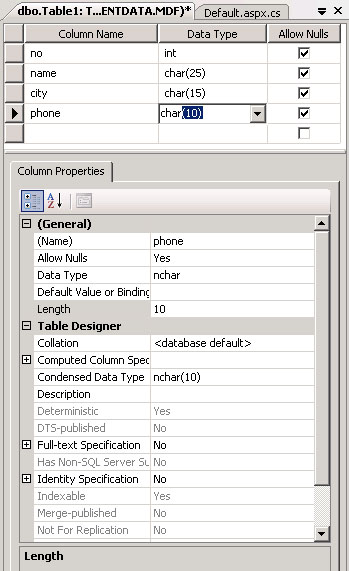 dbo.Table1: T...ENTDATA.MDF)* Default.aspx.cs
Column Name Data Type Allow Nulls
no int
name char(25)
city char(15)
phone char(10)
Column Properties
(General)
(Name) phone
Allow Nulls Yes
Data Type nchar
Default Value or Binding
Length 10
Table Designer
Collation <database default>
Computed Column Spec
Condensed Data Type nchar(10)
Description
Deterministic Yes
DTS-published No
Full-text Specification No
Has Non-SQL Server Su No
Identity Specification No
Indexable Yes
Merge-published No
Not For Replication No
Length